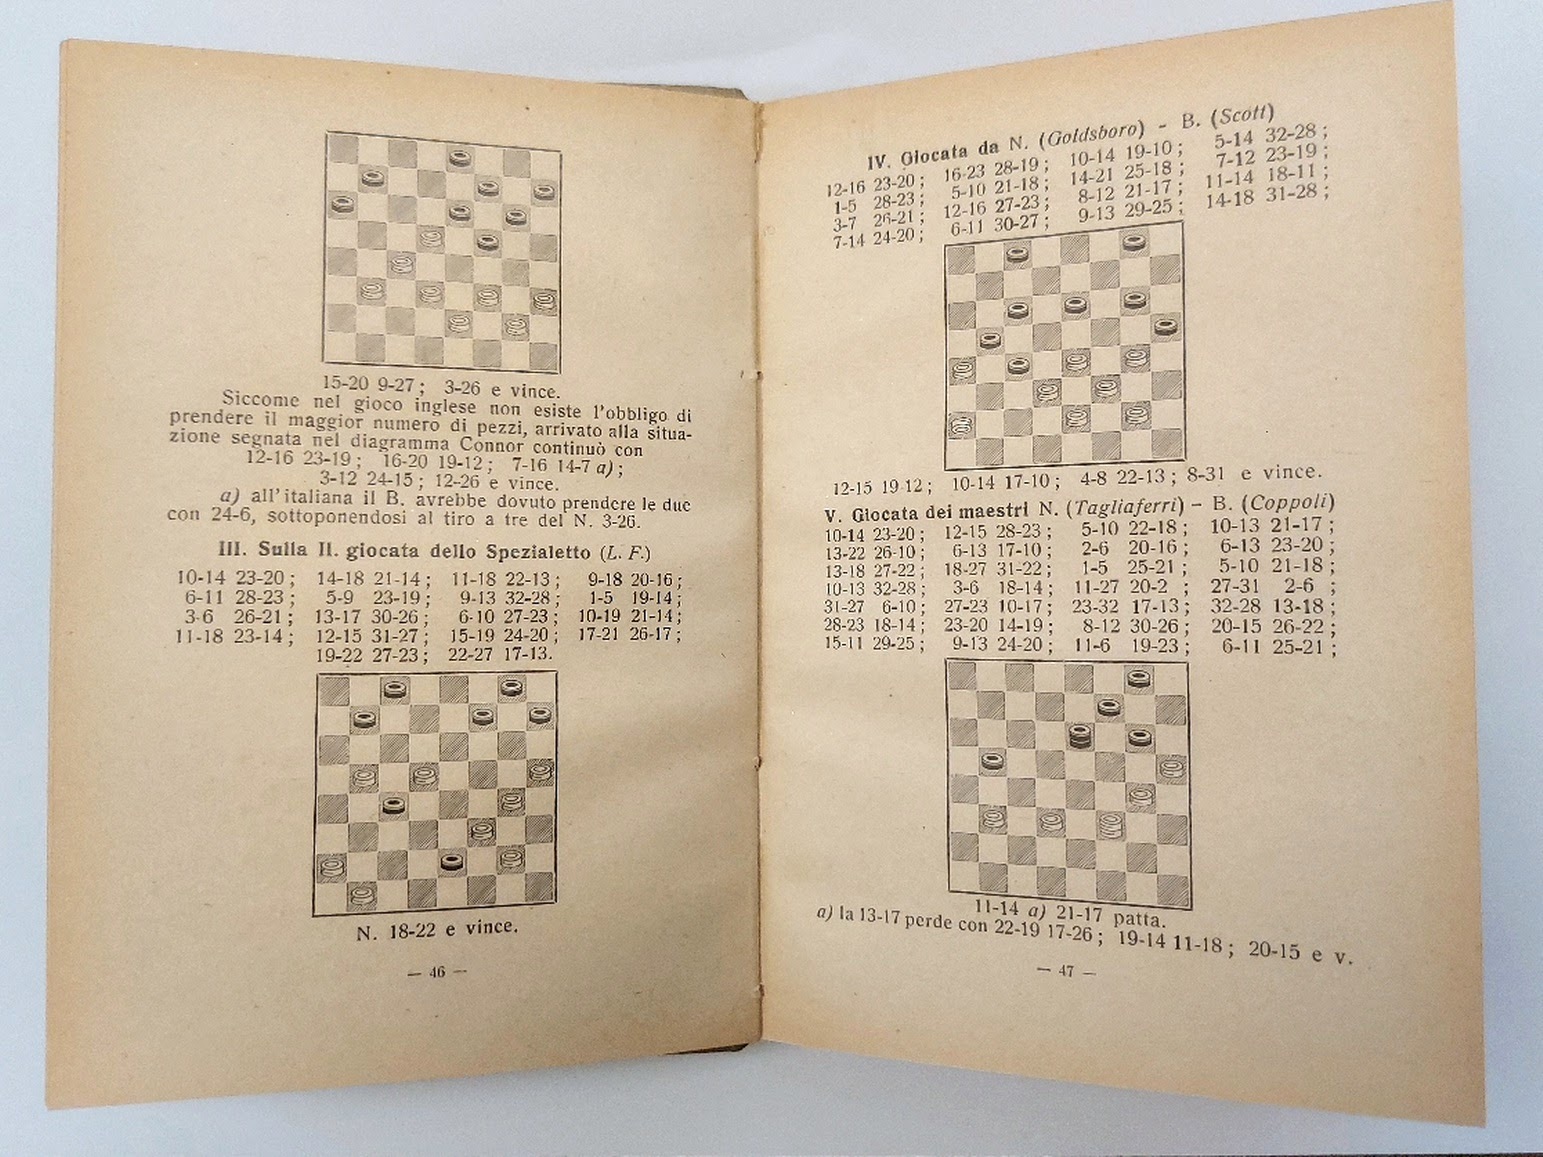 15-20 9-27; 3-26 e vince.
Siccome nel gioco inglese non esiste l'obbligo di
prendere il maggior numero di pezzi, arrivato alla situa-
zione segnata nel diagramma Connor continuò con
12-16 23-19; 16-20 19-12; 7-16 14-7 a);
3-12 24-15; 12-26 e vince.
a) all'italiana il B. avrebbe dovuto prendere le due
con 24-6, sottoponendosi al tiro a tre del N. 3-26.
III. Sulla II. giocata dello Spezialetto (L. F.)
10-14 23-20; 14-18 21-14; 11-18 22-13; 9-18 20-16;
6-11 28-23; 5-9 23-19; 9-13 32-28; 1-5 19-14;
3-6 26-21; 13-17 30-26; 6-10 27-23; 10-19 21-14;
11-18 23-14; 12-15 31-27; 15-19 24-20; 17-21 26-17;
19-22 27-23; 22-27 17-13.
N. 18-22 e vince.
— 46 —
IV. Giocata da N. (Goldsboro) - B. (Scott)
12-16 23-20; 16-23 28-19; 10-14 19-10; 5-14 32-28;
1-5 28-23; 5-10 21-18; 14-21 25-18; 7-12 23-19;
3-7 26-21; 12-16 27-23; 8-12 21-17; 11-14 18-11;
7-14 24-20; 6-11 30-27; 9-13 29-25; 14-18 31-28;
12-15 19-12; 10-14 17-10; 4-8 22-13; 8-31 e vince.
V. Giocata dei maestri N. (Tagliaferri) - B. (Coppoli)
10-14 23-20; 12-15 28-23; 5-10 22-18; 10-13 21-17;
13-22 26-10; 6-13 17-10; 2-6 20-16; 6-13 23-20;
13-18 27-22; 18-27 31-22; 1-5 25-21; 5-10 21-18;
10-13 32-28; 3-6 18-14; 11-27 20-2 ; 27-31 2-6 ;
31-27 6-10; 27-23 10-17; 23-32 17-13; 32-28 13-18;
28-23 18-14; 23-20 14-19; 8-12 30-26; 20-15 26-22;
15-11 29-25; 9-13 24-20; 11-6 19-23; 6-11 25-21;
11-14 a) 21-17 patta.
a) la 13-17 perde con 22-19 17-26; 19-14 11-18; 20-15 e v.
— 47 —